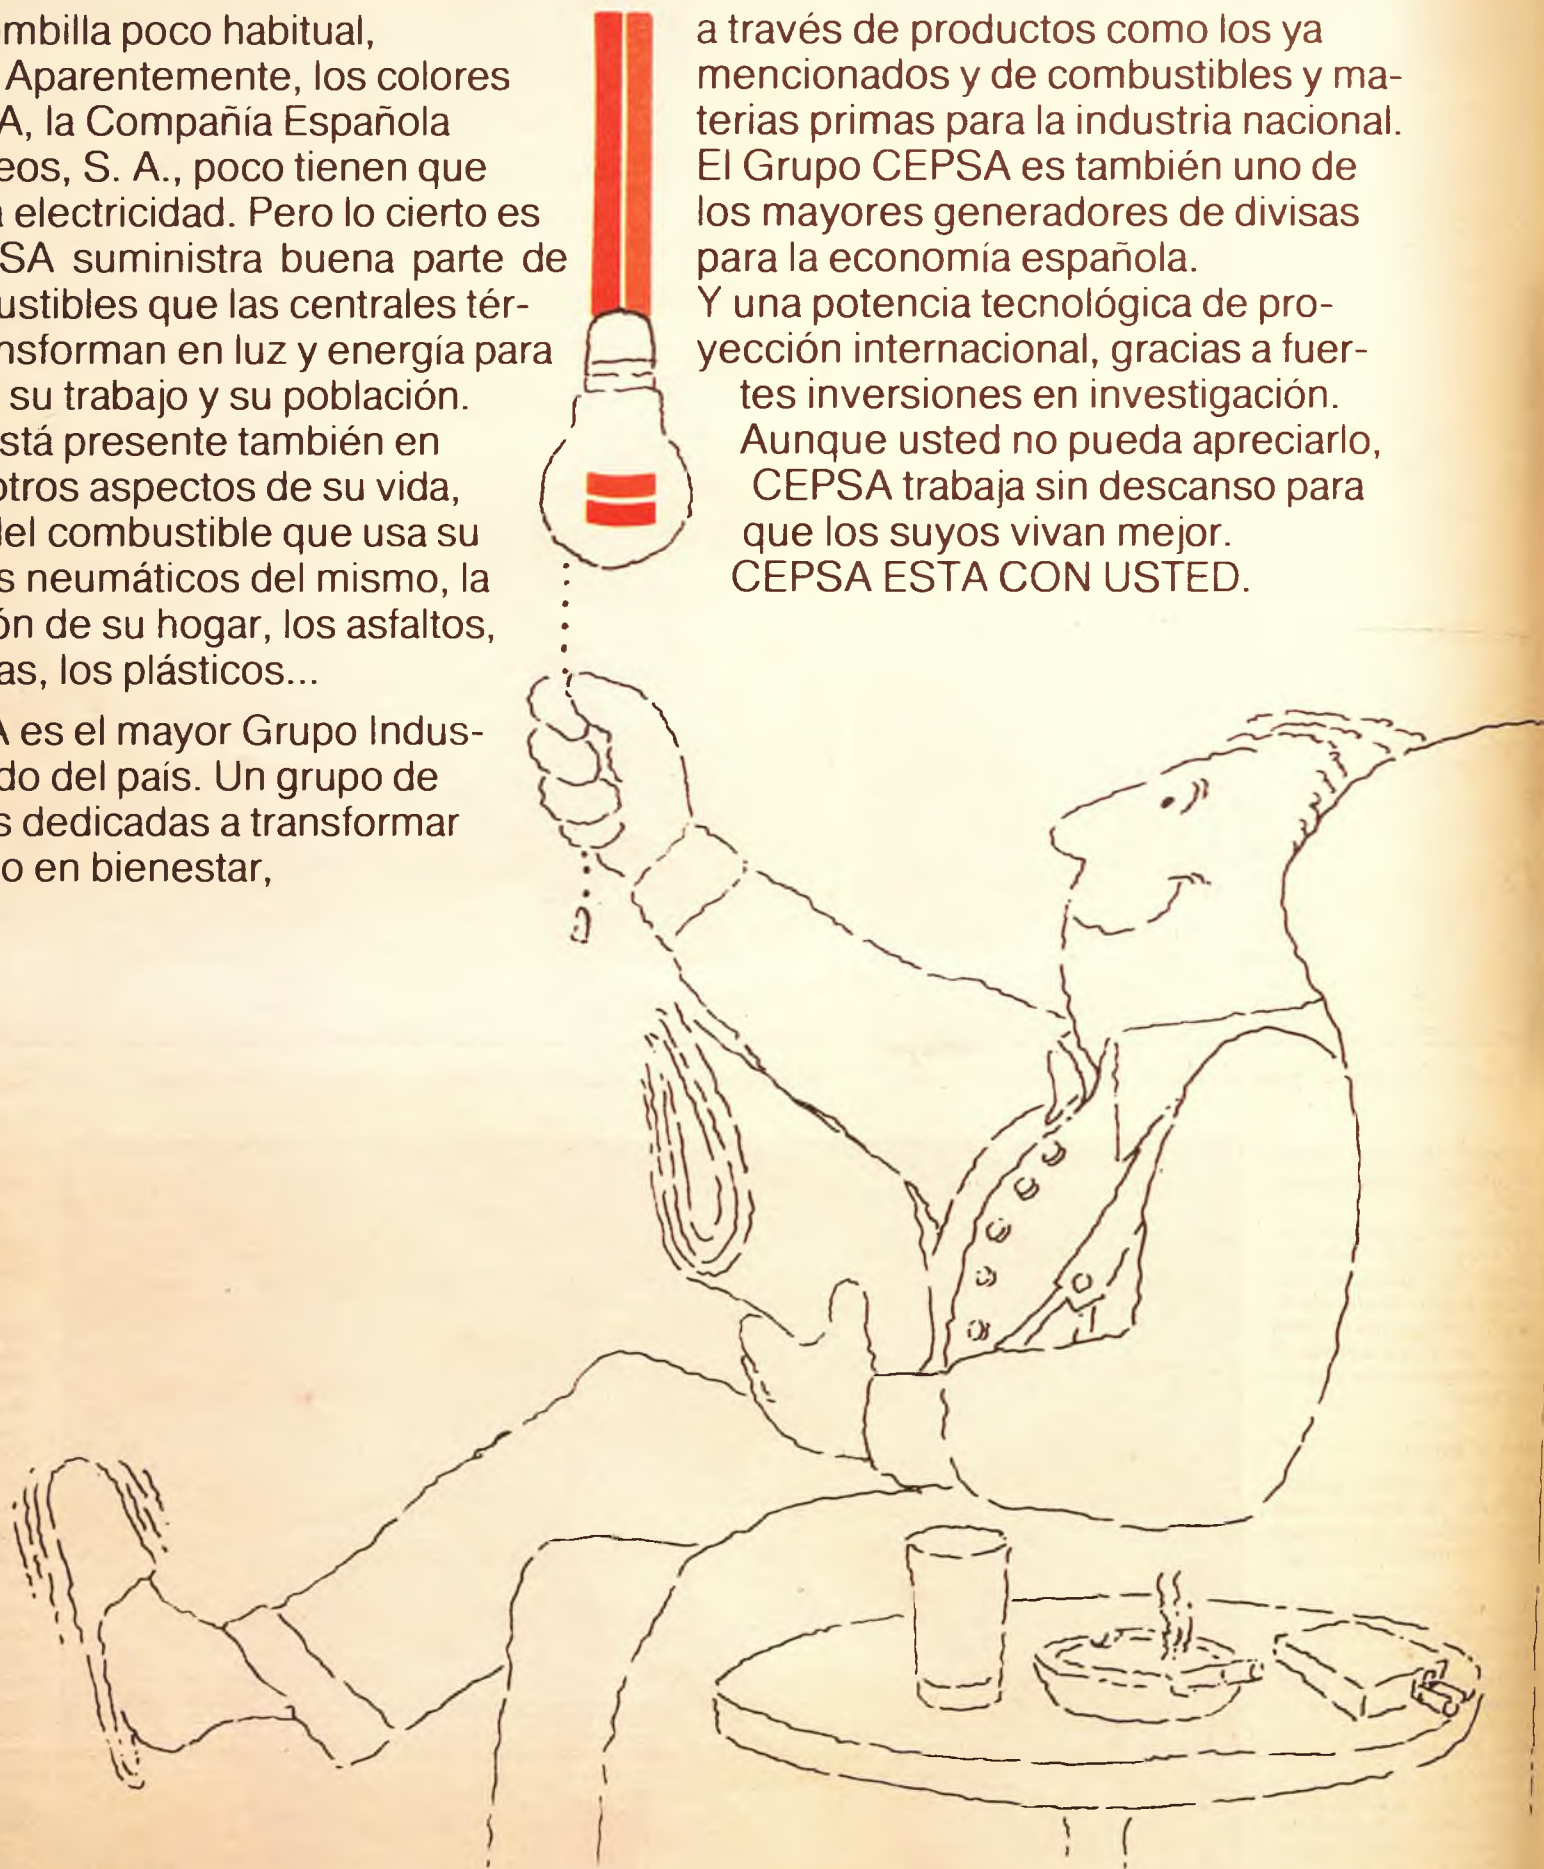 ombilla poco habitual,
Aparentemente, los colores
A, la Compañía Española
eos, S. A., poco tienen que
a electricidad. Pero lo cierto es
SA suministra buena parte de
ustibles que las centrales tér-
nsforman en luz y energía para
su trabajo y su población.
stá presente también en
otros aspectos de su vida,
del combustible que usa su
s neumáticos del mismo, la
ón de su hogar, los asfaltos,
as, los plásticos...
A es el mayor Grupo Indus-
do del país. Un grupo de
s dedicadas a transformar
o en bienestar,
a través de productos como los ya
mencionados y de combustibles y ma-
terias primas para la industria nacional.
El Grupo CEPSA es también uno de
los mayores generadores de divisas
para la economía española.
Y una potencia tecnológica de pro-
yección internacional, gracias a fuer-
tes inversiones en investigación.
Aunque usted no pueda apreciarlo,
CEPSA trabaja sin descanso para
que los suyos vivan mejor.
CEPSA ESTA CON USTED.